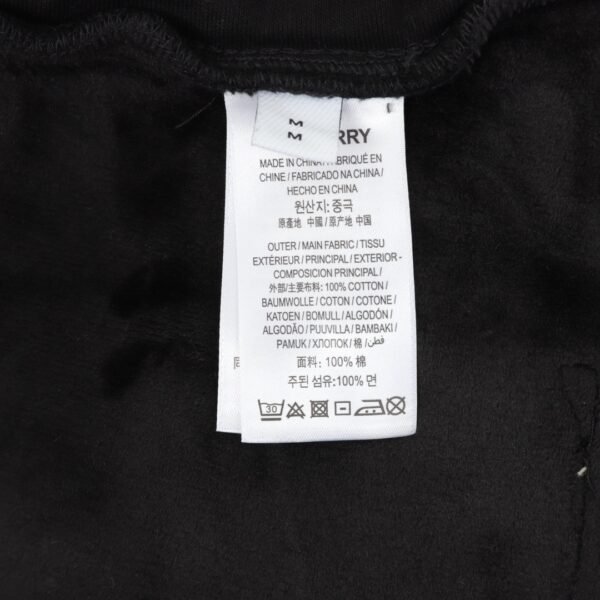 M
M
RRY
MADE IN CHINA / FABRIQUÉ EN
CHINE / FABRICADO NA CHINA /
HECHO EN CHINA
원산지: 중극
原產地 中國 / 原产地 中国
OUTER / MAIN FABRIC / TISSU
EXTÉRIEUR / PRINCIPAL / EXTERIOR -
COMPOSICIÓN PRINCIPAL /
外部/主要布料: 100% COTTON /
BAUMWOLLE / COTON / COTONE /
KATOEN / BOMULL / ALGODÓN /
ALGODÃO / PUUVILLA / BAMBAKI /
PAMUK / ХЛОПОК / 棉 / قطن /
面料: 100% 棉
주된 섬유:100% 면
30